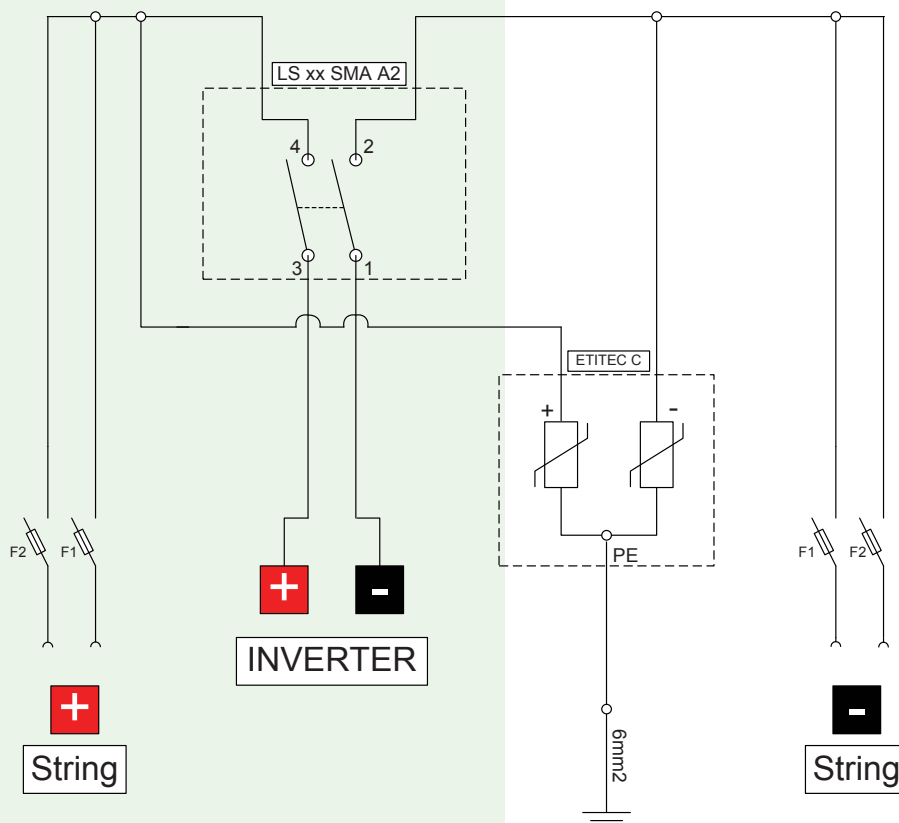 LS xx SMA A2
4
2
3
1
ETITEC C
+
-
F2
F1
F1
F2
PE
+
-
INVERTER
+
-
6mm2
String
String